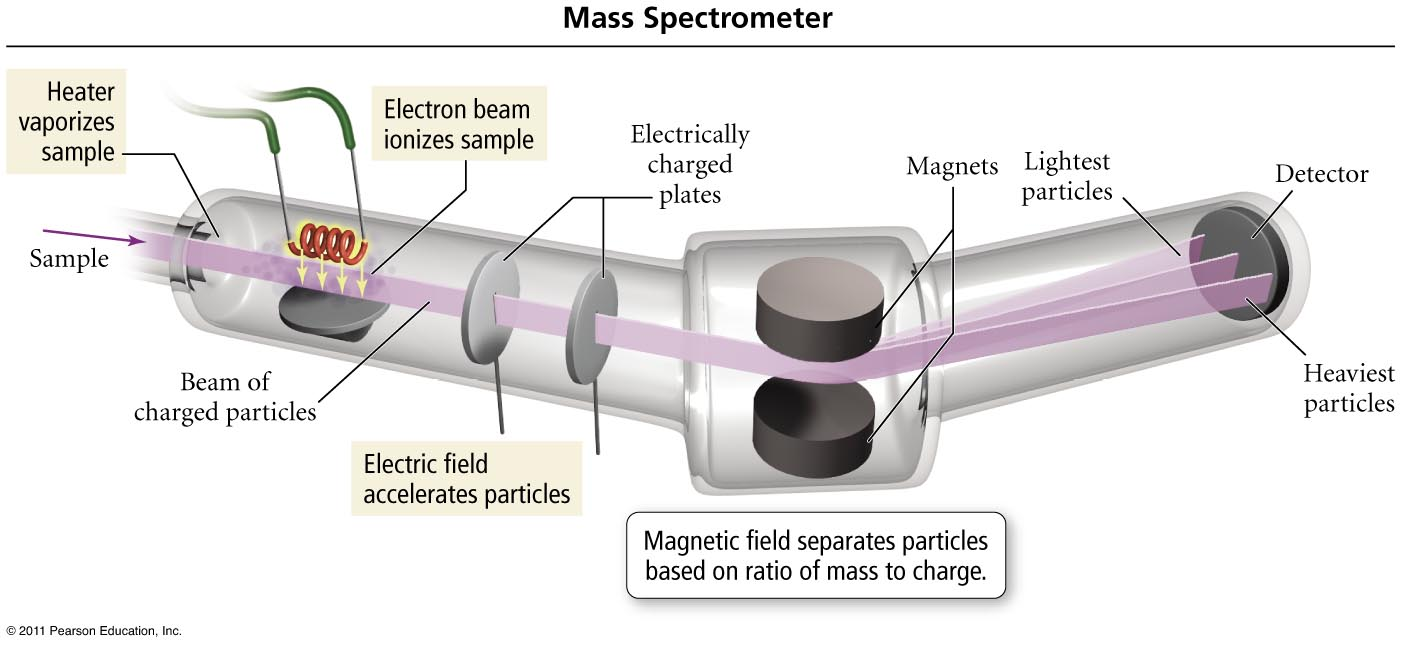 Mass Spectrometer
Heater
vaporizes
sample
Electron beam
ionizes sample
Electrically
charged
plates
Magnets
Lightest
particles
Detector
Sample
Beam of
charged particles
Heaviest
particles
Electric field
accelerates particles
Magnetic field separates particles
based on ratio of mass to charge.
© 2011 Pearson Education, Inc.